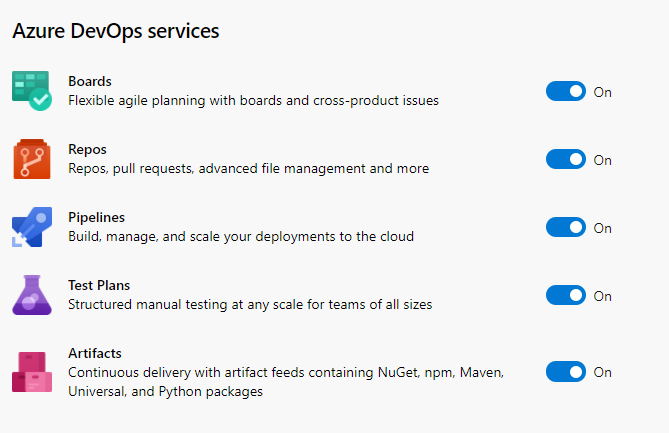 Azure DevOps services
Boards
Flexible agile planning with boards and cross-product issues
On
Repos
Repos, pull requests, advanced file management and more
On
Pipelines
Build, manage, and scale your deployments to the cloud
On
Test Plans
Structured manual testing at any scale for teams of all sizes
On
Artifacts
Continuous delivery with artifact feeds containing NuGet, npm, Maven,
Universal, and Python packages
On